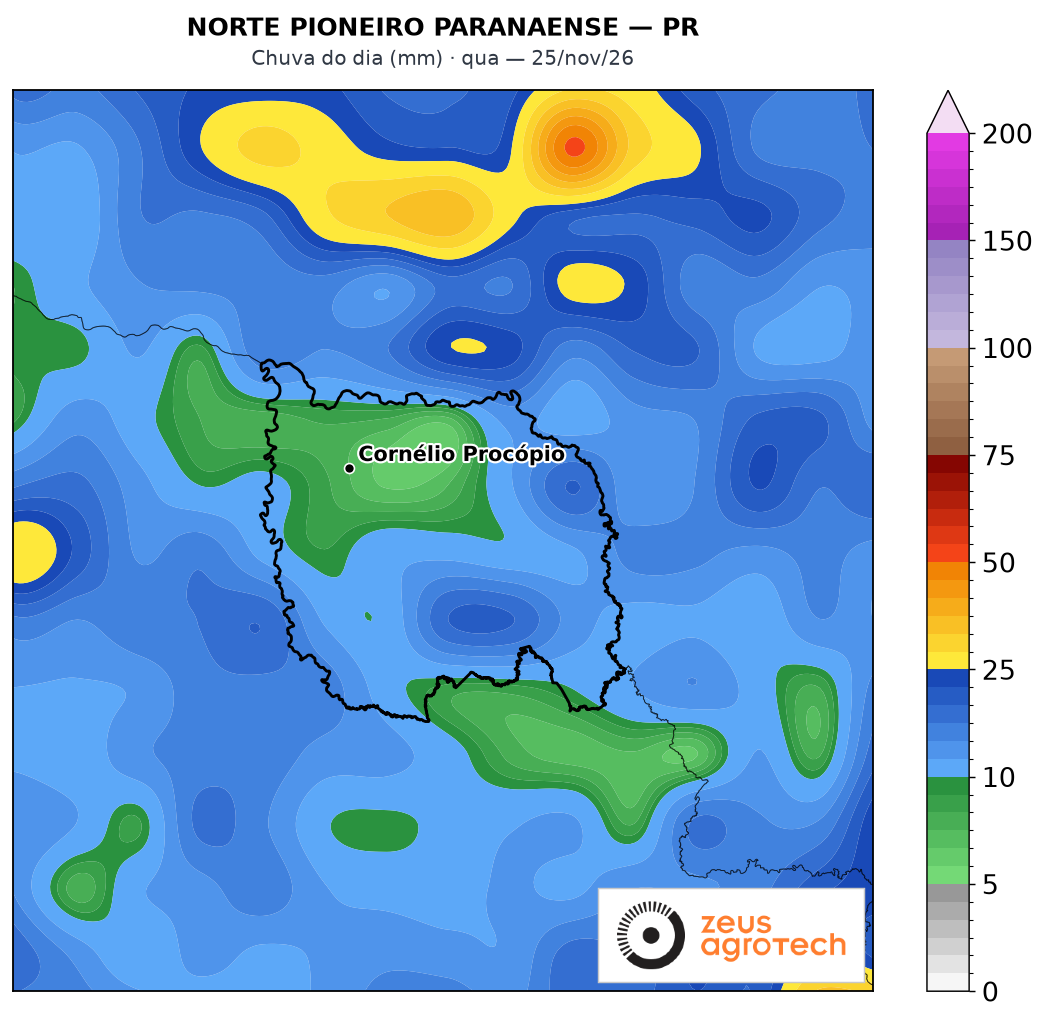 NORTE PIONEIRO PARANAENSE — PR
Chuva do dia (mm) · qua — 25/nov/26
200
150
100
75
50
25
10
5
0
Cornélio Procópio
zeus
agrotech